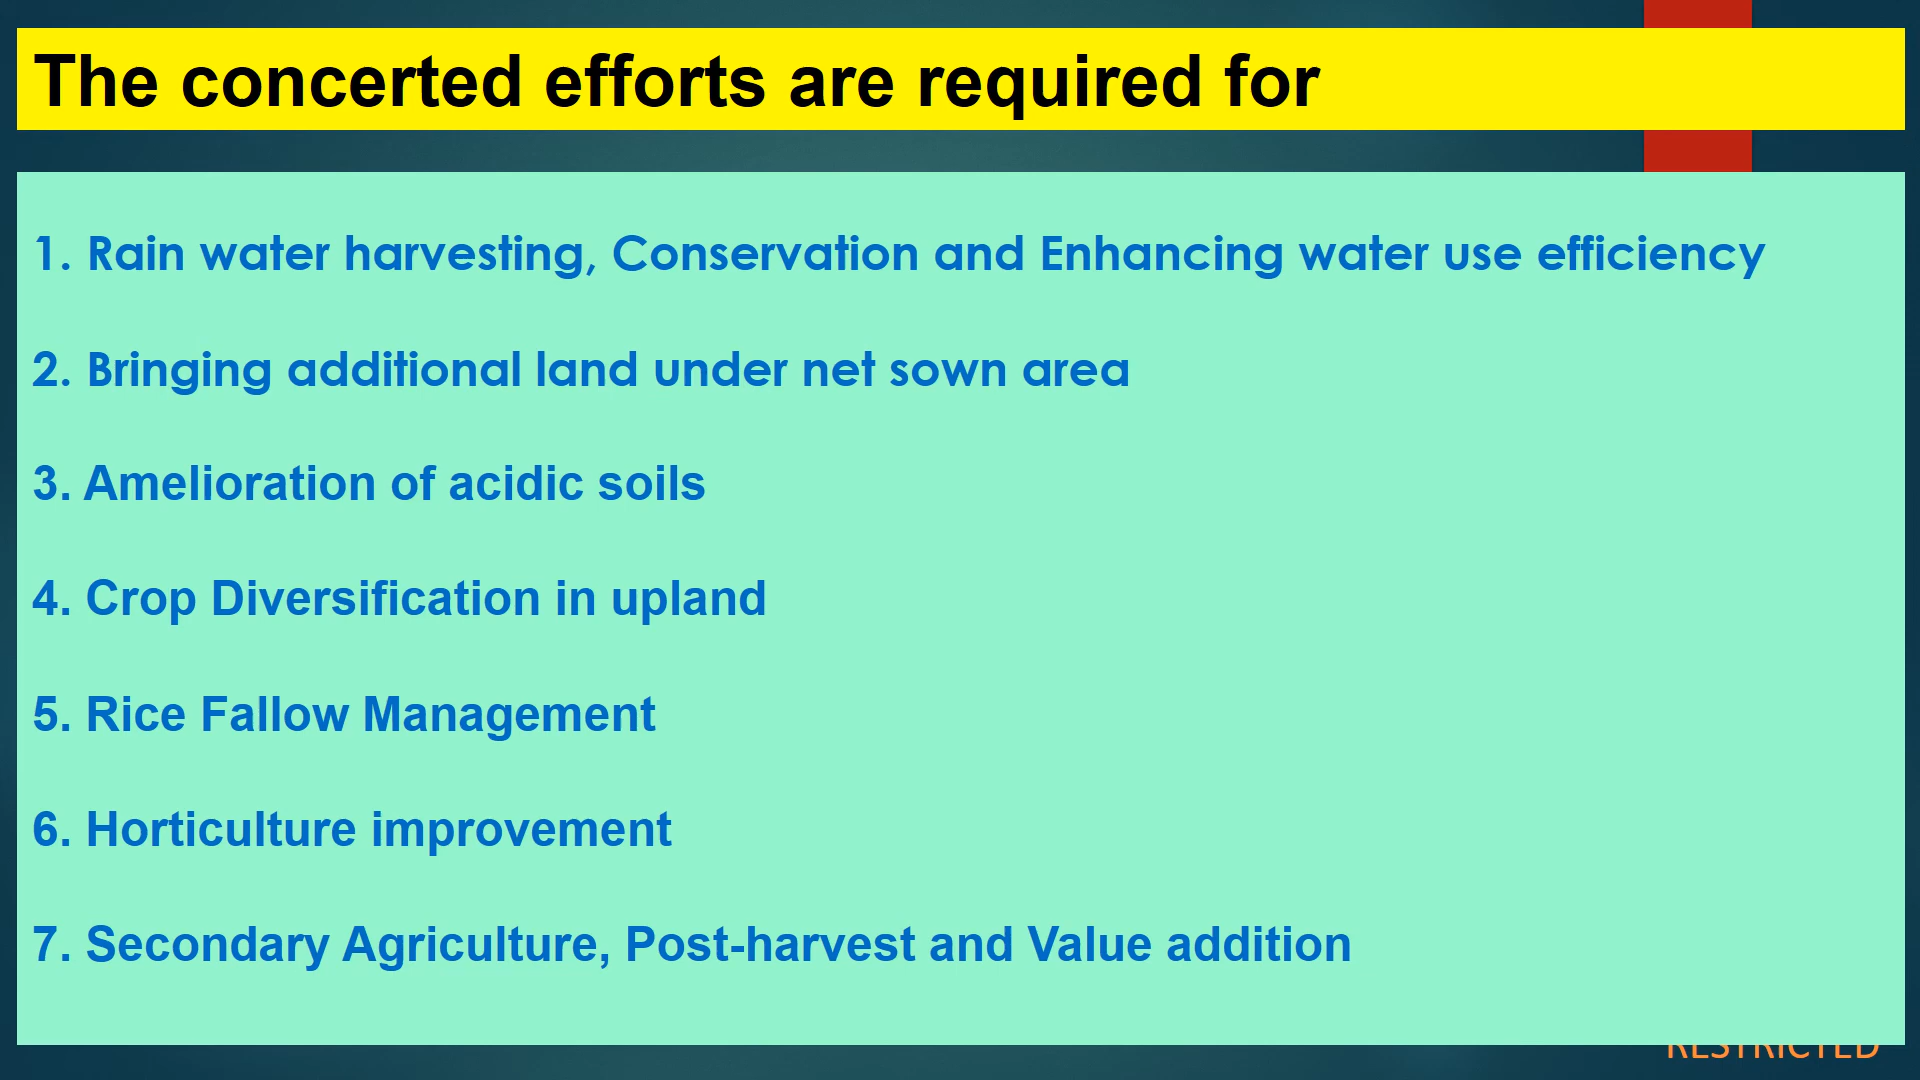 The concerted efforts are required for
1. Rain water harvesting, Conservation and Enhancing water use efficiency
2. Bringing additional land under net sown area
3. Amelioration of acidic soils
4. Crop Diversification in upland
5. Rice Fallow Management
6. Horticulture improvement
7. Secondary Agriculture, Post-harvest and Value addition
RESTRICTED